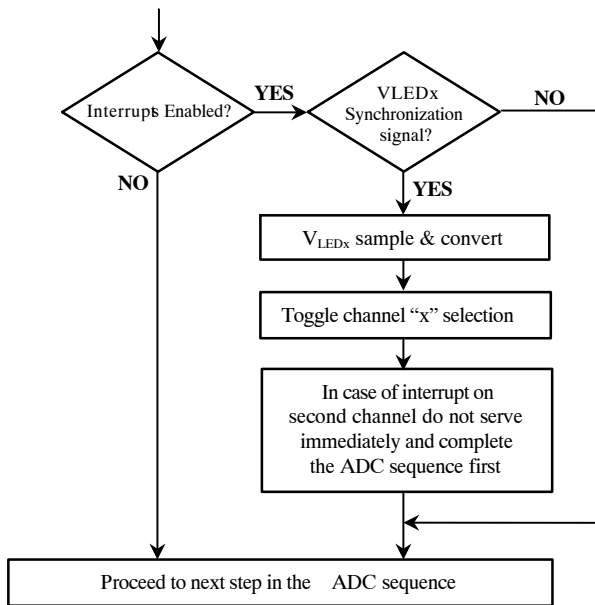 Interrupts Enabled?
YES
VLEDx
Synchronization
signal?
NO
NO
YES
VLEDx sample & convert
Toggle channel “x” selection
In case of interrupt on
second channel do not serve
immediately and complete
the ADC sequence first
Proceed to next step in the ADC sequence